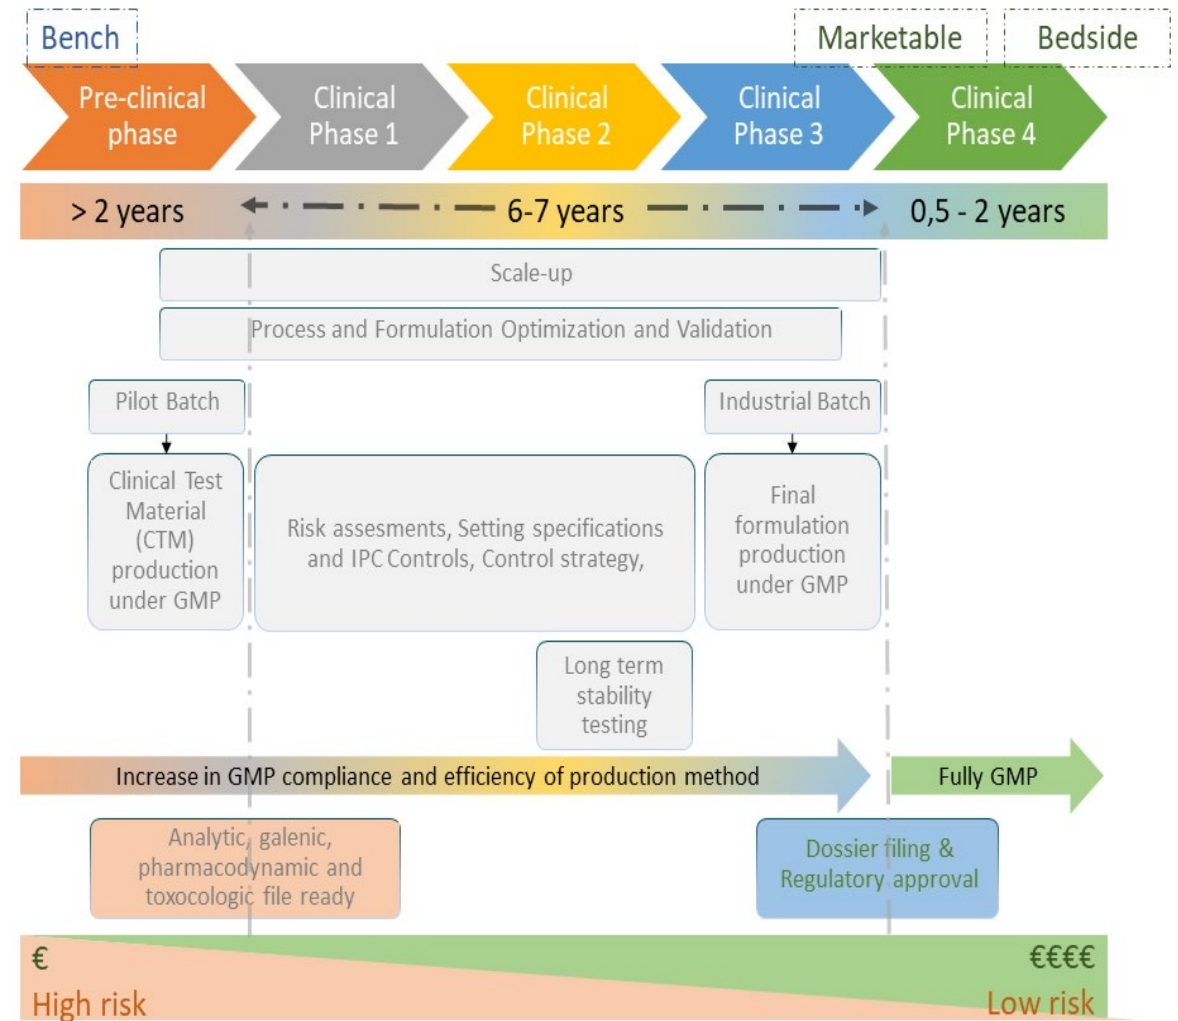 Bench
Marketable
Bedside
Pre-clinical
phase
Clinical
Phase 1
Clinical
Phase 2
Clinical
Phase 3
Clinical
Phase 4
> 2 years
6-7 years
0,5 - 2 years
Scale-up
Process and Formulation Optimization and Validation
Pilot Batch
Industrial Batch
Clinical Test
Material
(CTM)
production
under GMP
Risk assesments, Setting specifications
and IPC Controls, Control strategy,
Final
formulation
production
under GMP
Long term
stability
testing
Increase in GMP compliance and efficiency of production method
Fully GMP
Analytic, galenic,
pharmacodynamic and
toxocologic file ready
Dossier filing &
Regulatory approval
€
€€€€
High risk
Low risk